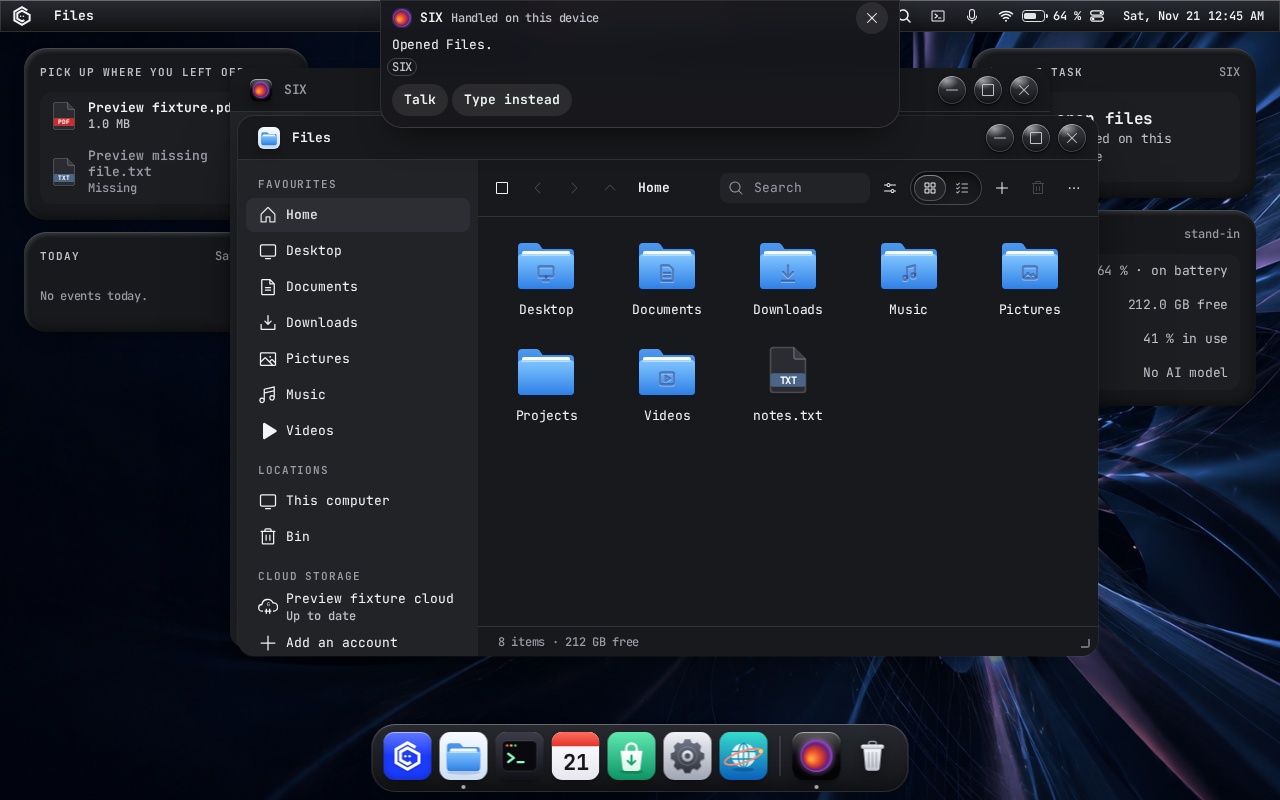 Files
SIX Handled on this device
Opened Files.
SIX
Talk
Type instead
64 %
Sat, Nov 21 12:45 AM
PICK UP WHERE YOU LEFT OFF
Preview fixture.pd
1.0 MB
PDF
Preview missing
file.txt
Missing
TXT
TODAY
No events today.
SIX
TASK
SIX
files
stand-in
64 % · on battery
212.0 GB free
41 % in use
No AI model
Files
FAVOURITES
Home
Desktop
Documents
Downloads
Pictures
Music
Videos
LOCATIONS
This computer
Bin
CLOUD STORAGE
Preview fixture cloud
Up to date
Add an account
Home
Search
Desktop
Documents
Downloads
Music
Pictures
Projects
Videos
TXT
notes.txt
8 items · 212 GB free
21